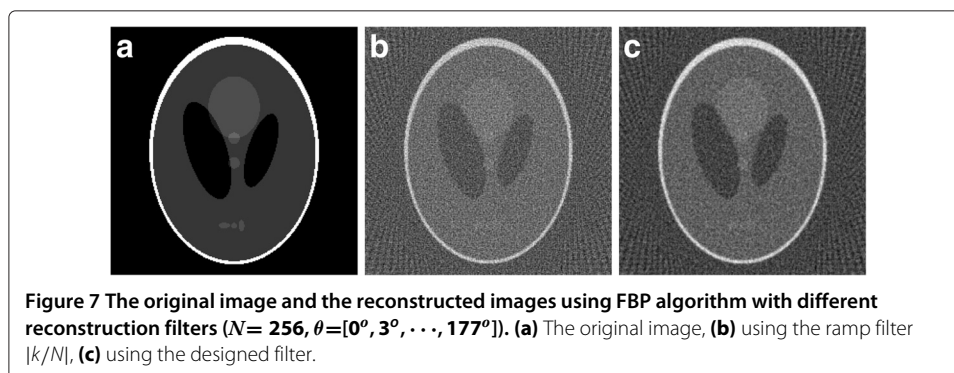 a b c
Figure 7 The original image and the reconstructed images using FBP algorithm with different
reconstruction filters (N= 256, θ=[0°, 3°, · · ·, 177°]). (a) The original image, (b) using the ramp filter
|k/N|, (c) using the designed filter.